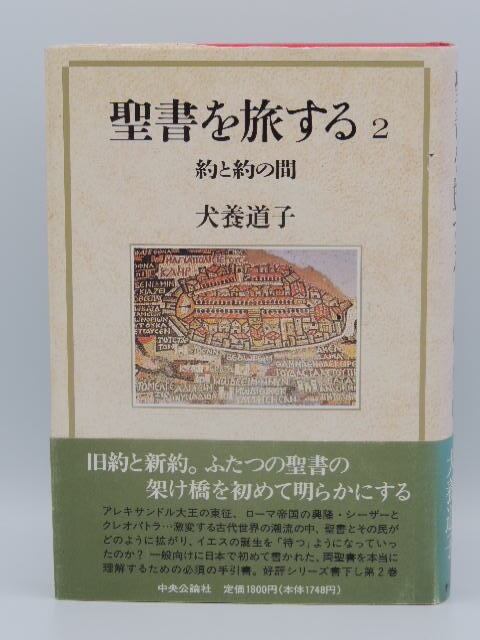 聖書を旅する 2
約と約の間
犬養道子
旧約と新約。ふたつの聖書の
架け橋を初めて明らかにする
アレキサンドル大王の東征、ローマ帝国の興隆・シーザーと
クレオパトラ…激変する古代世界の潮流の中、聖書とその民が
どのように拡がり、イエスの誕生を「待つ」ようになっていっ
たのか？ 一般向けに日本で初めて書かれた、両聖書を本当に
理解するための必須の手引書。好評シリーズ書下し第2巻
中央公論社 定価1800円(本体1748円)